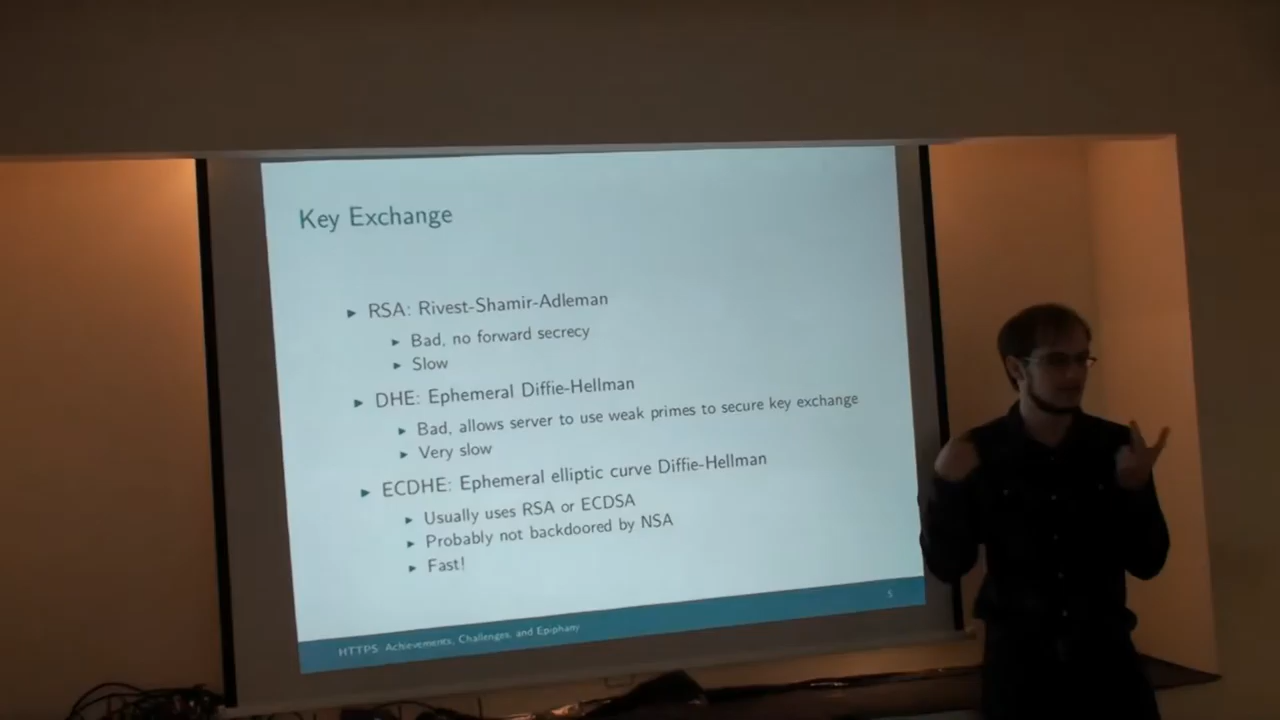 Key Exchange
RSA: Rivest-Shamir-Adleman
Bad, no forward secrecy
Slow
DHE: Ephemeral Diffie-Hellman
Bad, allows server to use weak primes to secure key exchange
Very slow
ECDHE: Ephemeral elliptic curve Diffie-Hellman
Usually uses RSA or ECDSA
Probably not backdoored by NSA
Fast!
HTTPS: Achievements, Challenges, and Epiphany
5